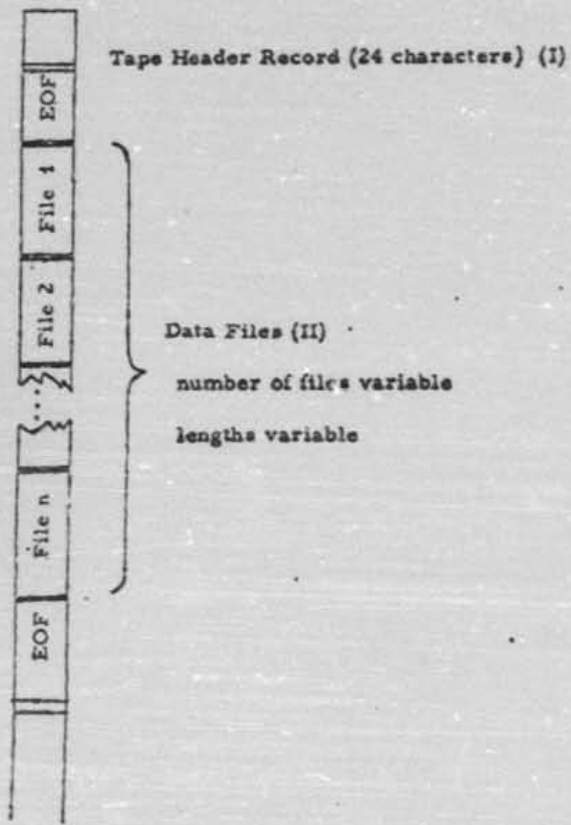 Tape Header Record (24 characters) (I)
EOF
File 1
File 2
Data Files (II)
number of files variable
...
lengths variable
File n
EOF